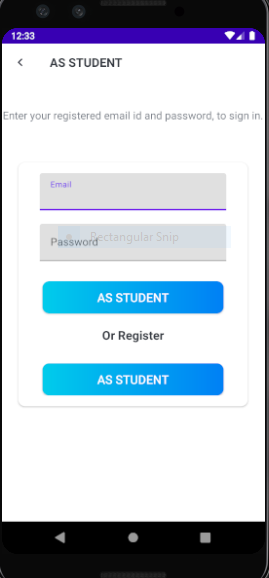 12:33
AS STUDENT
Enter your registered email id and password, to sign in.
Email
Rectangular Snip
Password
AS STUDENT
Or Register
AS STUDENT